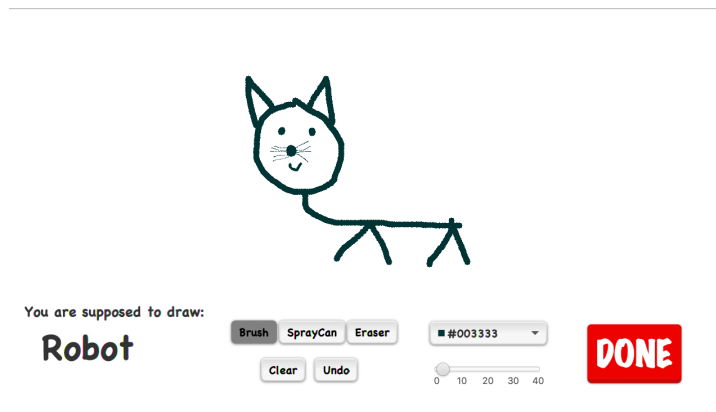 You are supposed to draw:
Robot
Brush SprayCan Eraser
Clear Undo
#003333
0 10 20 30 40
DONE